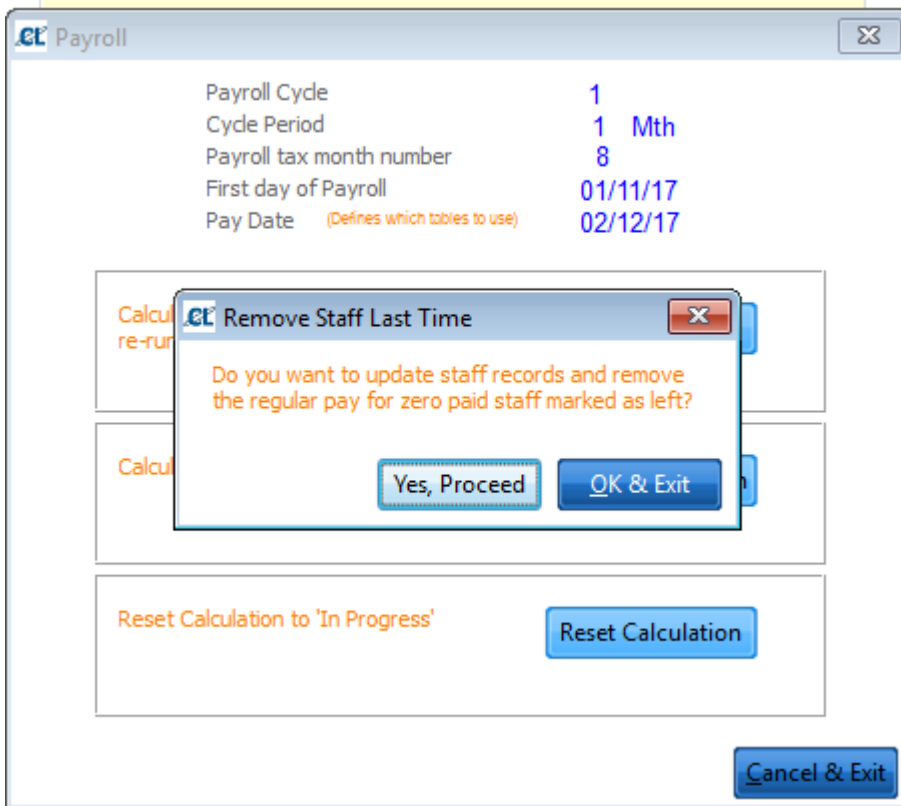 Payroll
Payroll Cycle 1
Cycle Period 1 Mth
Payroll tax month number 8
First day of Payroll 01/11/17
Pay Date (Defines which tables to use) 02/12/17
Remove Staff Last Time
Do you want to update staff records and remove
the regular pay for zero paid staff marked as left?
Yes, Proceed OK & Exit
Reset Calculation to 'In Progress' Reset Calculation
Cancel & Exit